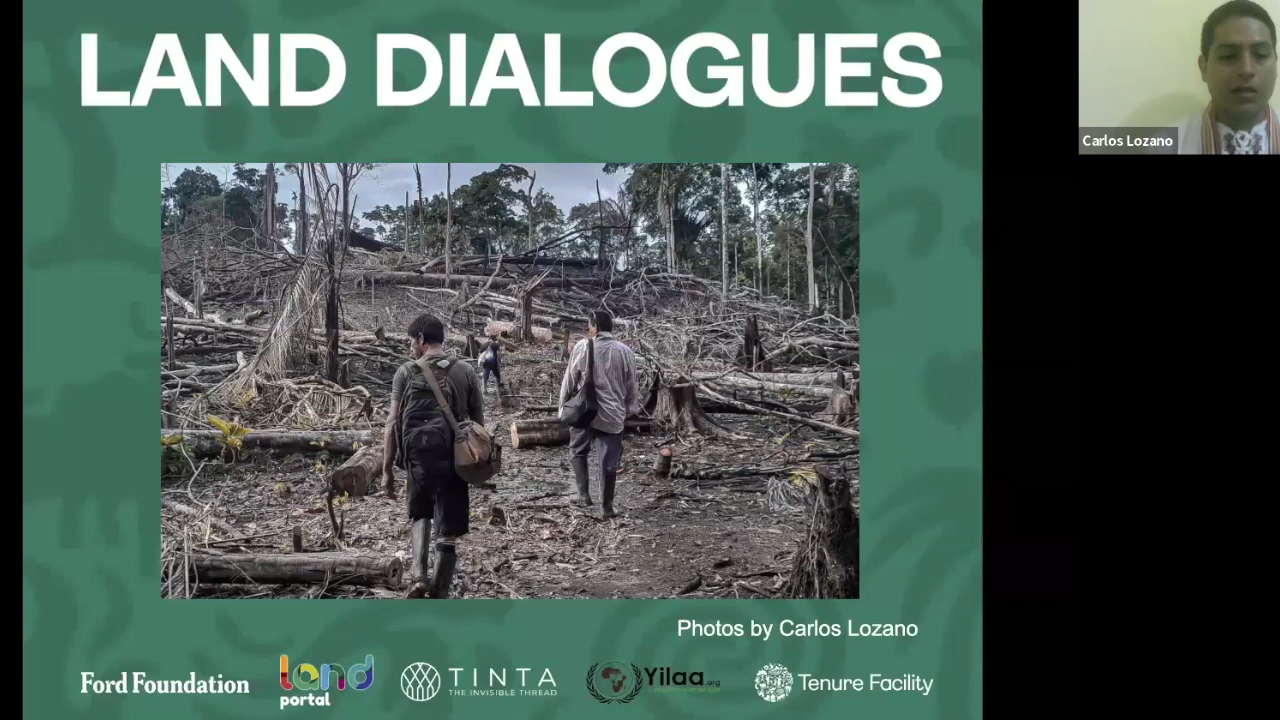 LAND DIALOGUES
Carlos Lozano
Photos by Carlos Lozano
Ford Foundation
land
portal
TINTA
THE INVISIBLE THREAD
Yilaa.org
Tenure Facility